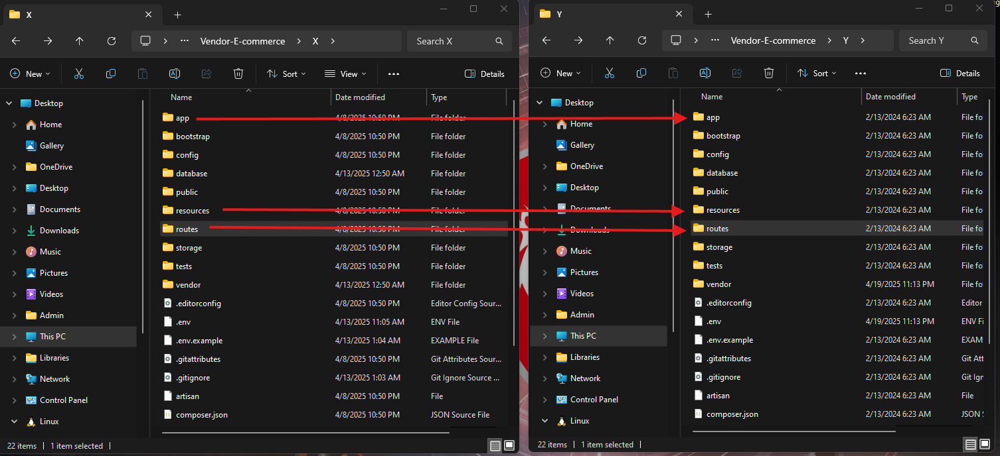 X
Vendor-E-commerce X
Search X
New
Sort
View
Details
Name Date modified Type
Desktop
Home
Gallery
OneDrive
Desktop
Documents
Downloads
Music
Pictures
Videos
Admin
This PC
Libraries
Network
Control Panel
Linux
app 4/8/2025 10:50 PM File folder
bootstrap 4/8/2025 10:50 PM File folder
config 4/8/2025 10:50 PM File folder
database 4/13/2025 12:50 AM File folder
public 4/8/2025 10:50 PM File folder
resources 4/8/2025 10:50 PM File folder
routes 4/8/2025 10:50 PM File folder
storage 4/8/2025 10:50 PM File folder
tests 4/8/2025 10:50 PM File folder
vendor 4/13/2025 12:50 AM File folder
.editorconfig 4/8/2025 10:50 PM Editor Config Sour...
.env 4/13/2025 11:05 AM ENV File
.env.example 4/13/2025 1:04 AM EXAMPLE File
.gitattributes 4/8/2025 10:50 PM Git Attributes Sour...
.gitignore 4/13/2025 1:03 AM Git Ignore Source ...
artisan 4/8/2025 10:50 PM File
composer.json 4/8/2025 10:50 PM JSON Source File
22 items 1 item selected
Y
Vendor-E-commerce Y
Search Y
New
Sort
Details
Name Date modified Type
Desktop
Home
Gallery
OneDrive
Desktop
Documents
Downloads
Music
Pictures
Videos
Admin
This PC
Libraries
Network
Control Panel
Linux
app 2/13/2024 6:23 AM File fo
bootstrap 2/13/2024 6:23 AM File fo
config 2/13/2024 6:23 AM File fo
database 2/13/2024 6:23 AM File fo
public 2/13/2024 6:23 AM File fo
resources 2/13/2024 6:23 AM File fo
routes 2/13/2024 6:23 AM File fo
storage 2/13/2024 6:23 AM File fo
tests 2/13/2024 6:23 AM File fo
vendor 4/19/2025 11:13 PM File fo
.editorconfig 2/13/2024 6:23 AM Editor
.env 4/19/2025 11:13 PM ENV Fi
.env.example 2/13/2024 6:23 AM EXAM
.gitattributes 2/13/2024 6:23 AM Git Att
.gitignore 2/13/2024 6:23 AM Git Ign
artisan 2/13/2024 6:23 AM File
composer.json 2/13/2024 6:23 AM JSON S
22 items 1 item selected